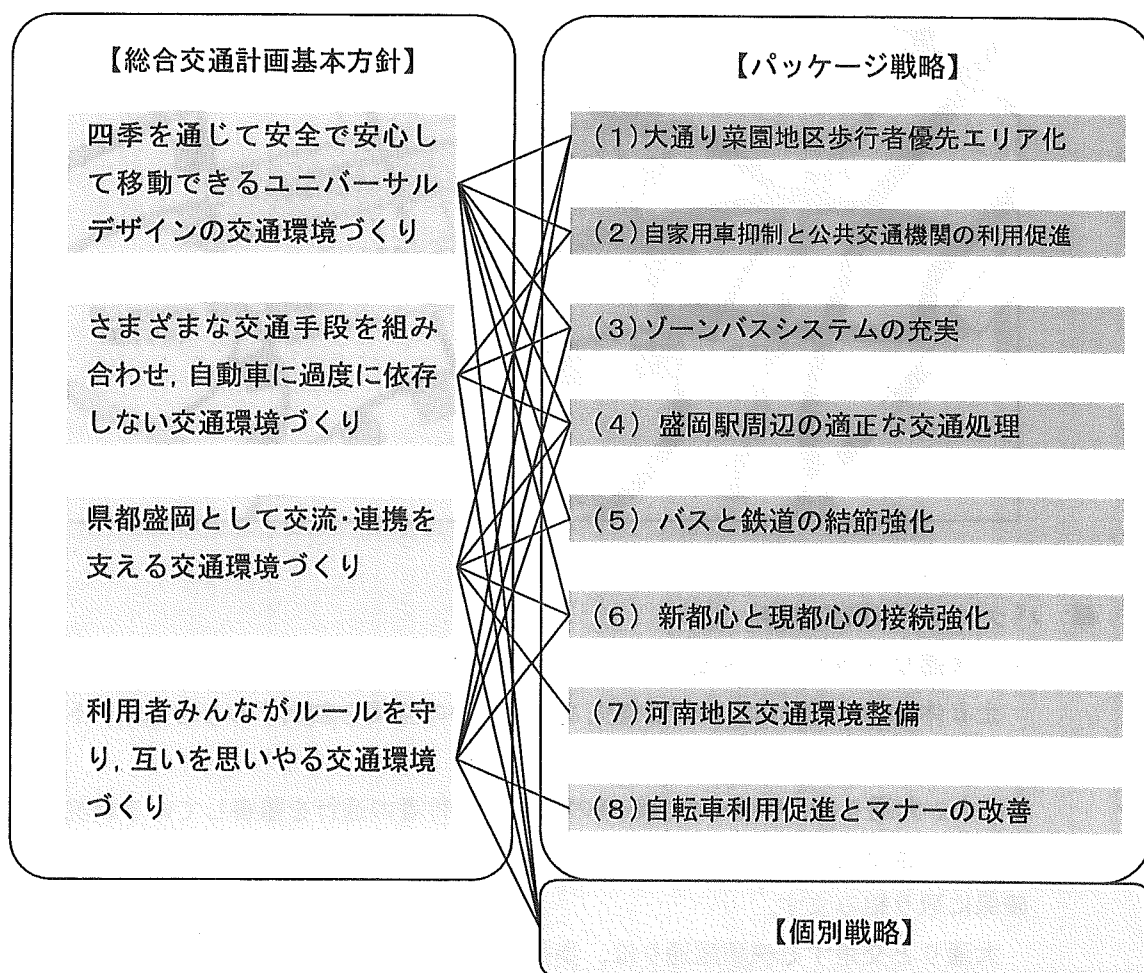 【総合交通計画基本方針】
四季を通じて安全で安心し
て移動できるユニバーサル
デザインの交通環境づくり
さまざまな交通手段を組み
合わせ，自動車に過度に依存
しない交通環境づくり
県都盛岡として交流・連携を
支える交通環境づくり
利用者みんながルールを守
り，互いを思いやる交通環境
づくり
【パッケージ戦略】
（１）大通り菜園地区歩行者優先エリア化
（２）自家用車抑制と公共交通機関の利用促進
（３）ゾーンバスシステムの充実
（４）盛岡駅周辺の適正な交通処理
（５）バスと鉄道の結節強化
（６）新都心と現都心の接続強化
（７）河南地区交通環境整備
（８）自転車利用促進とマナーの改善
【個別戦略】